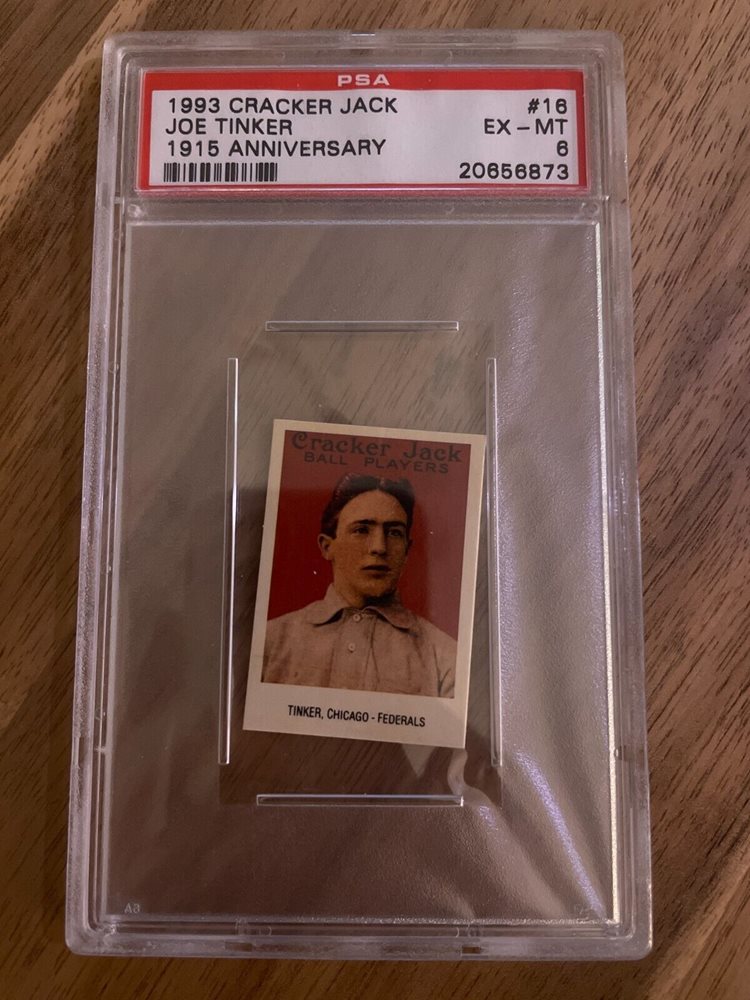 PSA
1993 CRACKER JACK #16
JOE TINKER EX - MT
1915 ANNIVERSARY 6
20656873
Cracker Jack
BALL PLAYERS
TINKER, CHICAGO - FEDERALS